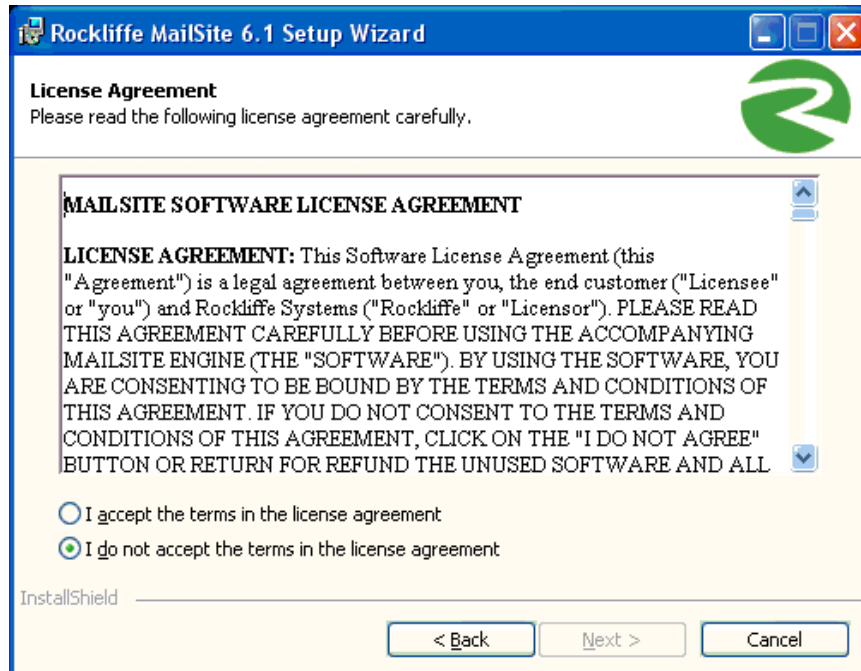 Rockliffe MailSite 6.1 Setup Wizard
License Agreement
Please read the following license agreement carefully.
MAILSITE SOFTWARE LICENSE AGREEMENT
LICENSE AGREEMENT: This Software License Agreement (this
"Agreement") is a legal agreement between you, the end customer ("Licensee"
or "you") and Rockliffe Systems ("Rockliffe" or "Licensor"). PLEASE READ
THIS AGREEMENT CAREFULLY BEFORE USING THE ACCOMPANYING
MAILSITE ENGINE (THE "SOFTWARE"). BY USING THE SOFTWARE, YOU
ARE CONSENTING TO BE BOUND BY THE TERMS AND CONDITIONS OF
THIS AGREEMENT. IF YOU DO NOT CONSENT TO THE TERMS AND
CONDITIONS OF THIS AGREEMENT, CLICK ON THE "I DO NOT AGREE"
BUTTON OR RETURN FOR REFUND THE UNUSED SOFTWARE AND ALL
I accept the terms in the license agreement
I do not accept the terms in the license agreement
InstallShield
< Back
Next >
Cancel